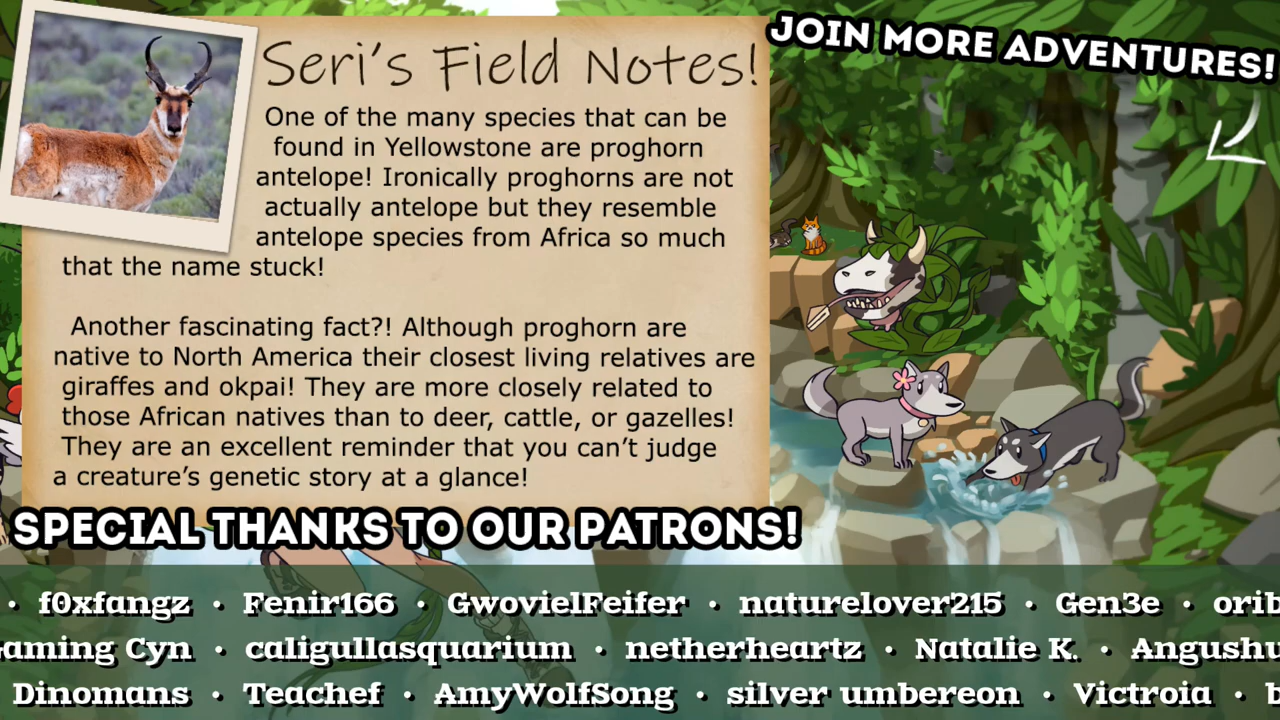 Seri's Field Notes!
JOIN MORE ADVENTURES!
One of the many species that can be
found in Yellowstone are proghorn
antelope! Ironically proghorns are not
actually antelope but they resemble
antelope species from Africa so much
that the name stuck!
Another fascinating fact?! Although proghorn are
native to North America their closest living relatives are
giraffes and okpai! They are more closely related to
those African natives than to deer, cattle, or gazelles!
They are an excellent reminder that you can't judge
a creature's genetic story at a glance!
SPECIAL THANKS TO OUR PATRONS!
• f0xfangz • Fenir166 • GwovielFeifer • naturelover215 • Gen3e • orib
aming Cyn • caligullasquarium • netherheartz • Natalie K. • Angushu
Dinomans • Teachef • AmyWolfSong • silver umbereon • Victroia •